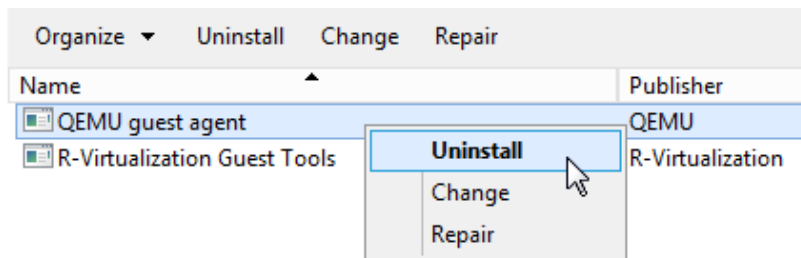 Organize Uninstall Change Repair
Name Publisher
QEMU guest agent QEMU
R-Virtualization Guest Tools R-Virtualization
Uninstall
Change
Repair